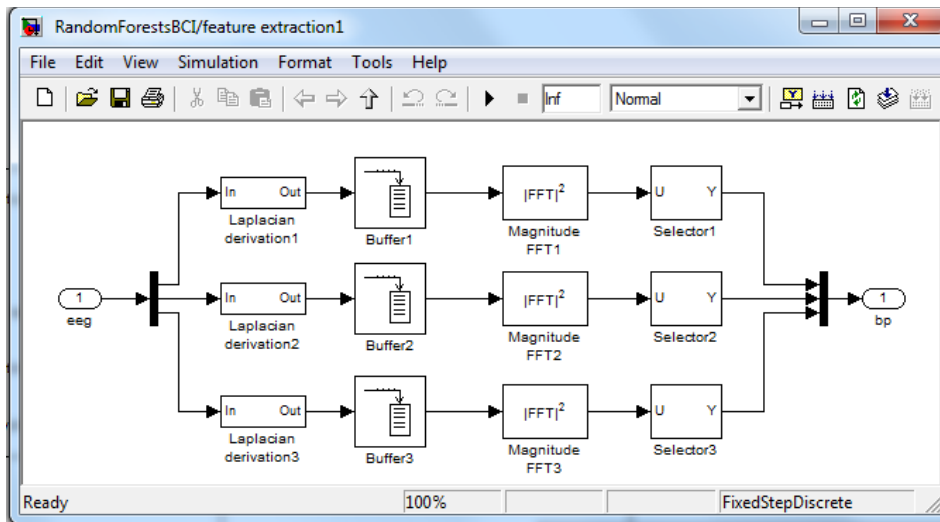 RandomForestsBCI/feature extraction1
File Edit View Simulation Format Tools Help
Inf Normal
In Out
Laplacian
derivation1
Buffer1
|FFT|²
Magnitude
FFT1
U Y
Selector1
1
eeg
In Out
Laplacian
derivation2
Buffer2
|FFT|²
Magnitude
FFT2
U Y
Selector2
1
bp
In Out
Laplacian
derivation3
Buffer3
|FFT|²
Magnitude
FFT3
U Y
Selector3
Ready 100% FixedStepDiscrete